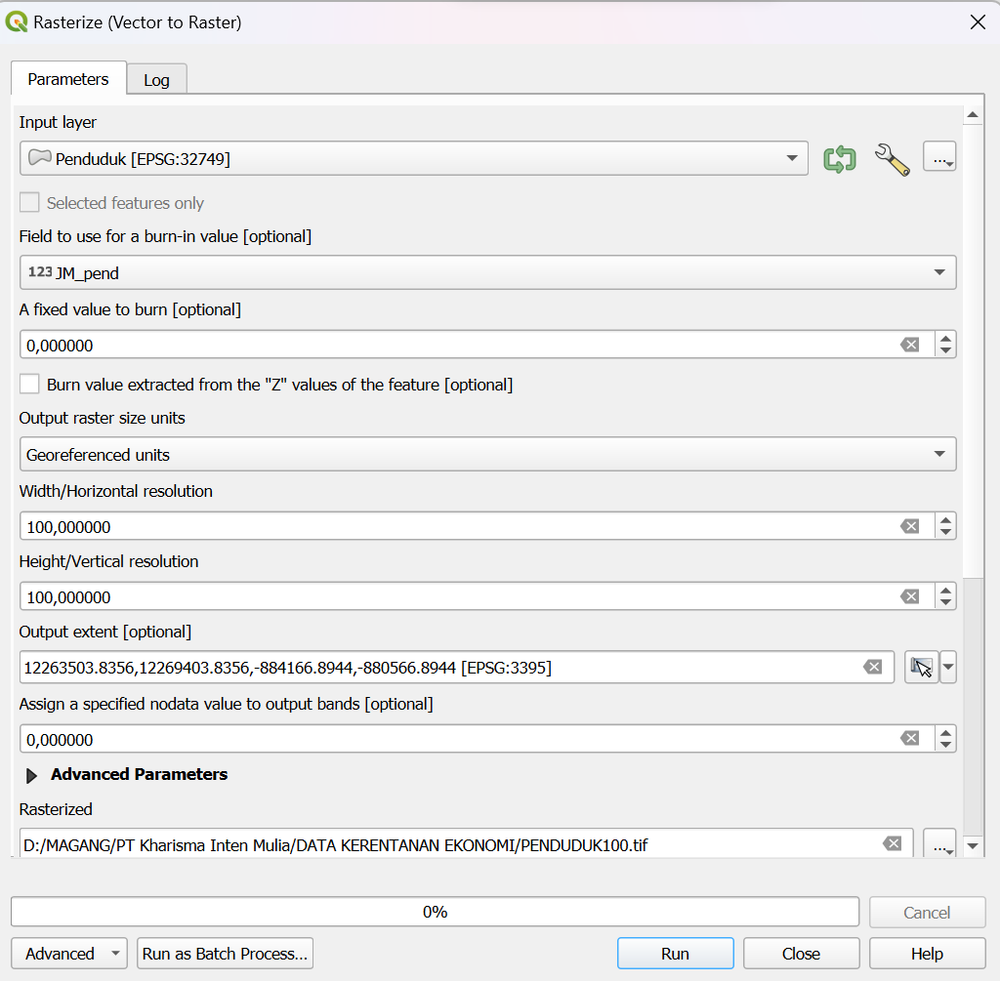 Rasterize (Vector to Raster)
Parameters
Log
Input layer
Penduduk [EPSG:32749]
...
Selected features only
Field to use for a burn-in value [optional]
123 JM_pend
A fixed value to burn [optional]
0,000000
Burn value extracted from the "Z" values of the feature [optional]
Output raster size units
Georeferenced units
Width/Horizontal resolution
100,000000
Height/Vertical resolution
100,000000
Output extent [optional]
12263503.8356,12269403.8356,-884166.8944,-880566.8944 [EPSG:3395]
Assign a specified nodata value to output bands [optional]
0,000000
Advanced Parameters
Rasterized
D:/MAGANG/PT Kharisma Inten Mulia/DATA KERENTANAN EKONOMI/PENDUDUK100.tif
...
0%
Cancel
Advanced
Run as Batch Process...
Run
Close
Help